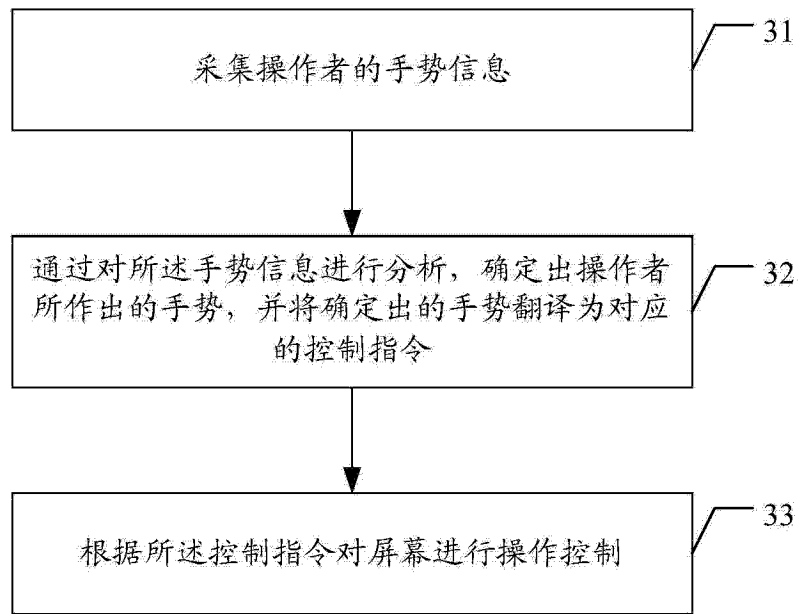 采集操作者的手势信息
31
通过对所述手势信息进行分析，确定出操作者
所作出的手势，并将确定出的手势翻译为对应
的控制指令
32
根据所述控制指令对屏幕进行操作控制
33